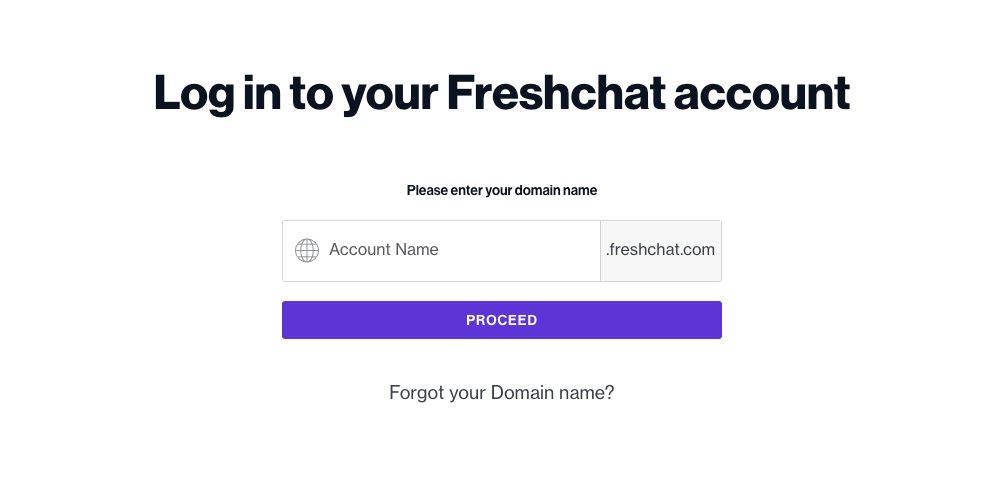 Log in to your Freshchat account
Please enter your domain name
Account Name
.freshchat.com
PROCEED
Forgot your Domain name?